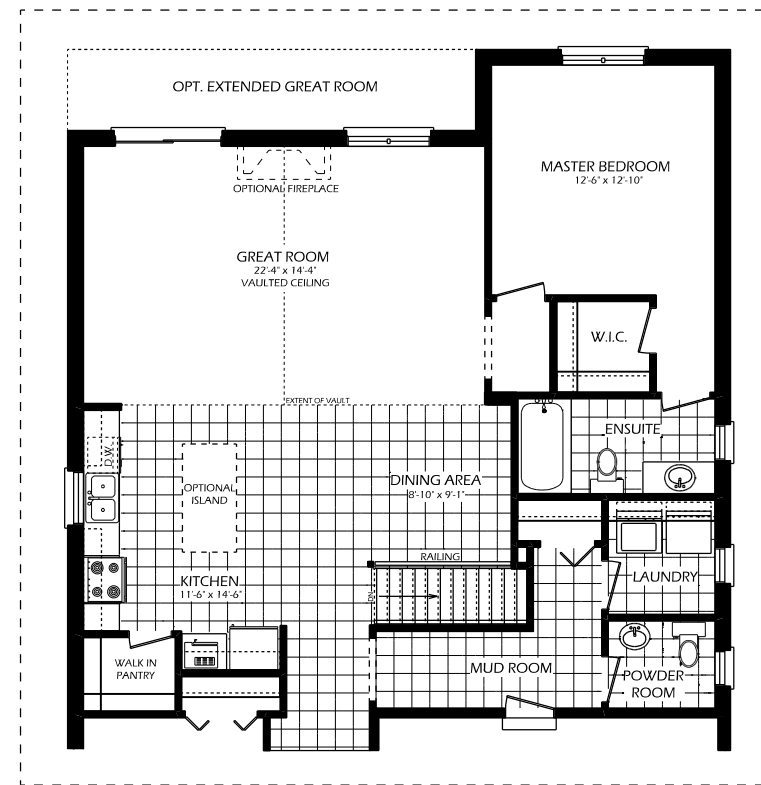 OPT. EXTENDED GREAT ROOM
MASTER BEDROOM
12'-6" x 12'-10"
OPTIONAL FIREPLACE
GREAT ROOM
22'-4" x 14'-4"
VAULTED CEILING
W.I.C.
EXTENT OF VAULT
ENSUITE
D.W.
OPTIONAL
ISLAND
DINING AREA
8'-10" x 9'-1"
RAILING
KITCHEN
11'-6" x 14'-6"
DN
LAUNDRY
WALK IN
PANTRY
MUD ROOM
POWDER
ROOM